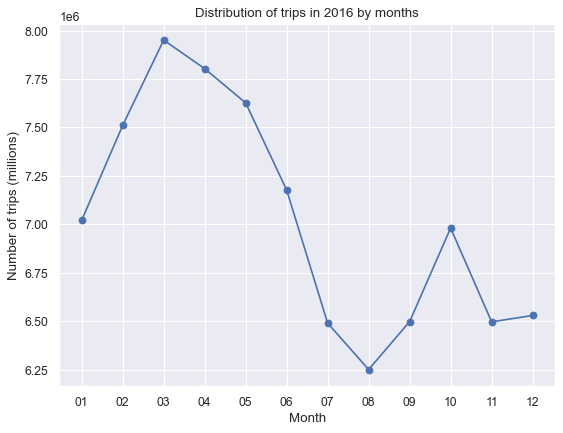 Distribution of trips in 2016 by months
1e6
8.00
7.75
7.50
7.25
7.00
6.75
6.50
6.25
Number of trips (millions)
01 02 03 04 05 06 07 08 09 10 11 12
Month